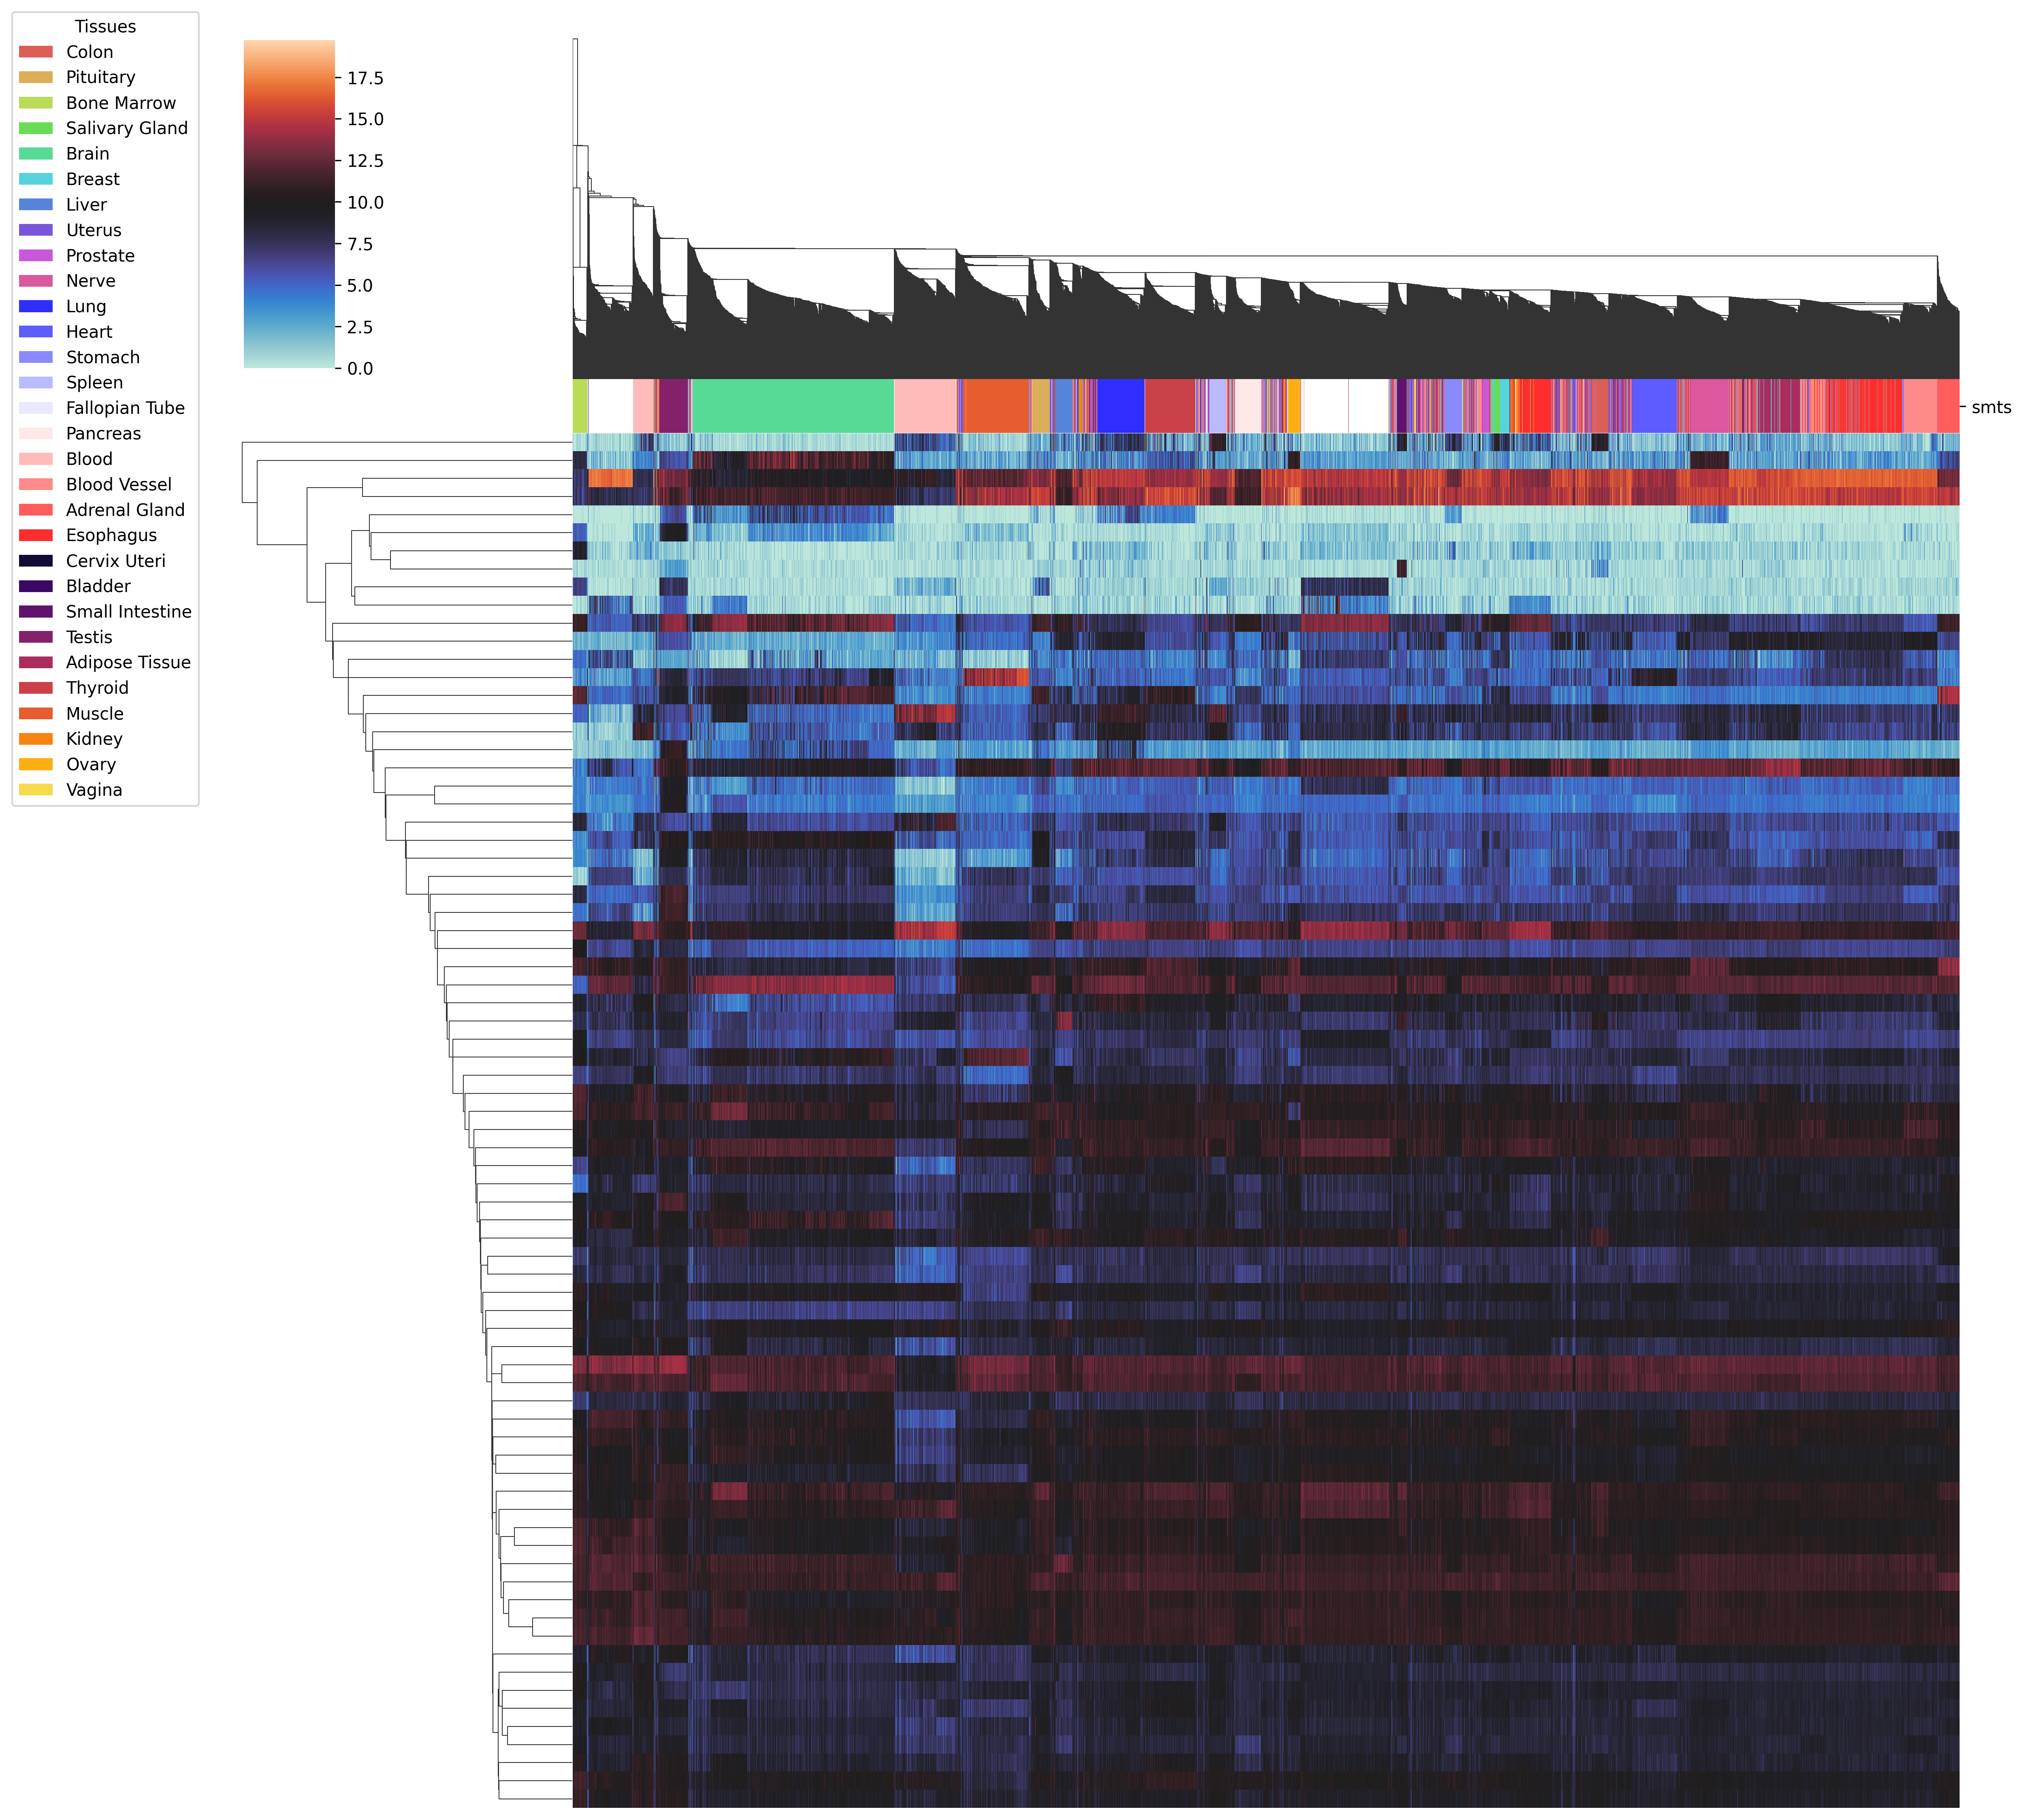 Tissues
Colon
Pituitary
Bone Marrow
Salivary Gland
Brain
Breast
Liver
Uterus
Prostate
Nerve
Lung
Heart
Stomach
Spleen
Fallopian Tube
Pancreas
Blood
Blood Vessel
Adrenal Gland
Esophagus
Cervix Uteri
Bladder
Small Intestine
Testis
Adipose Tissue
Thyroid
Muscle
Kidney
Ovary
Vagina
17.5
15.0
12.5
10.0
7.5
5.0
2.5
0.0
smts